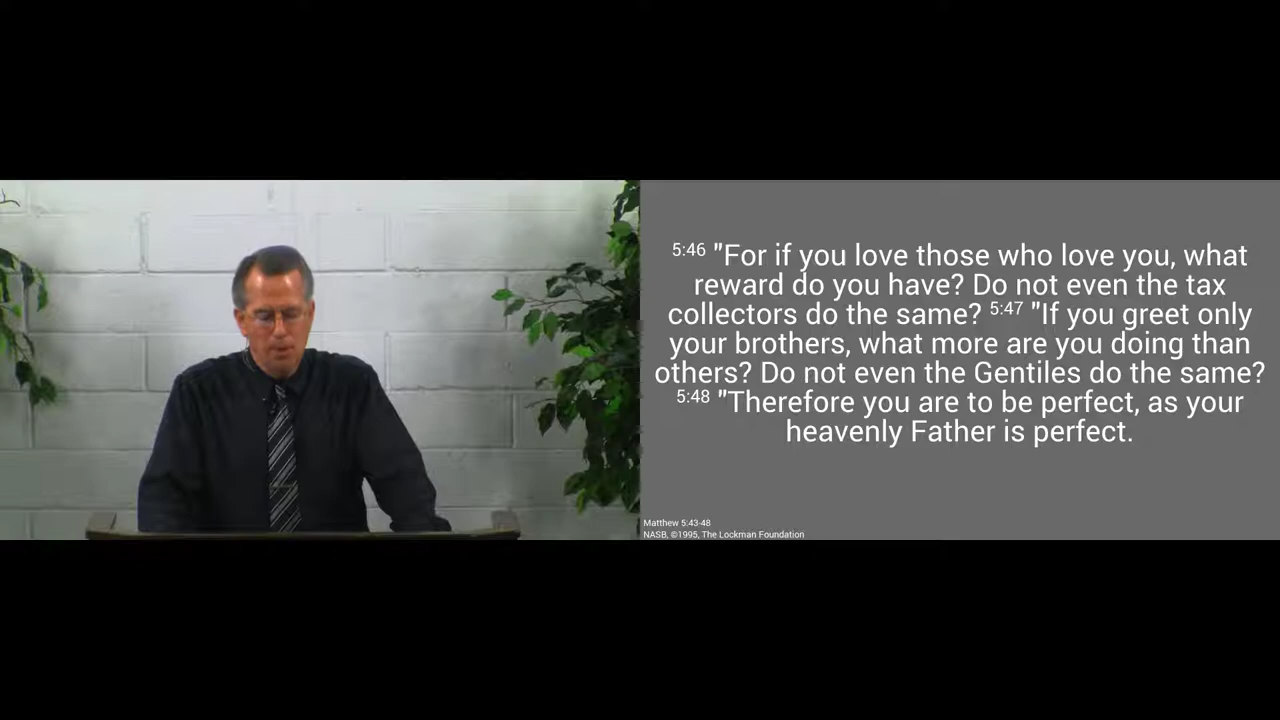 5:46 "For if you love those who love you, what
reward do you have? Do not even the tax
collectors do the same? 5:47 "If you greet only
your brothers, what more are you doing than
others? Do not even the Gentiles do the same?
5:48 "Therefore you are to be perfect, as your
heavenly Father is perfect.
Matthew 5:43-48
NASB, ©1995, The Lockman Foundation